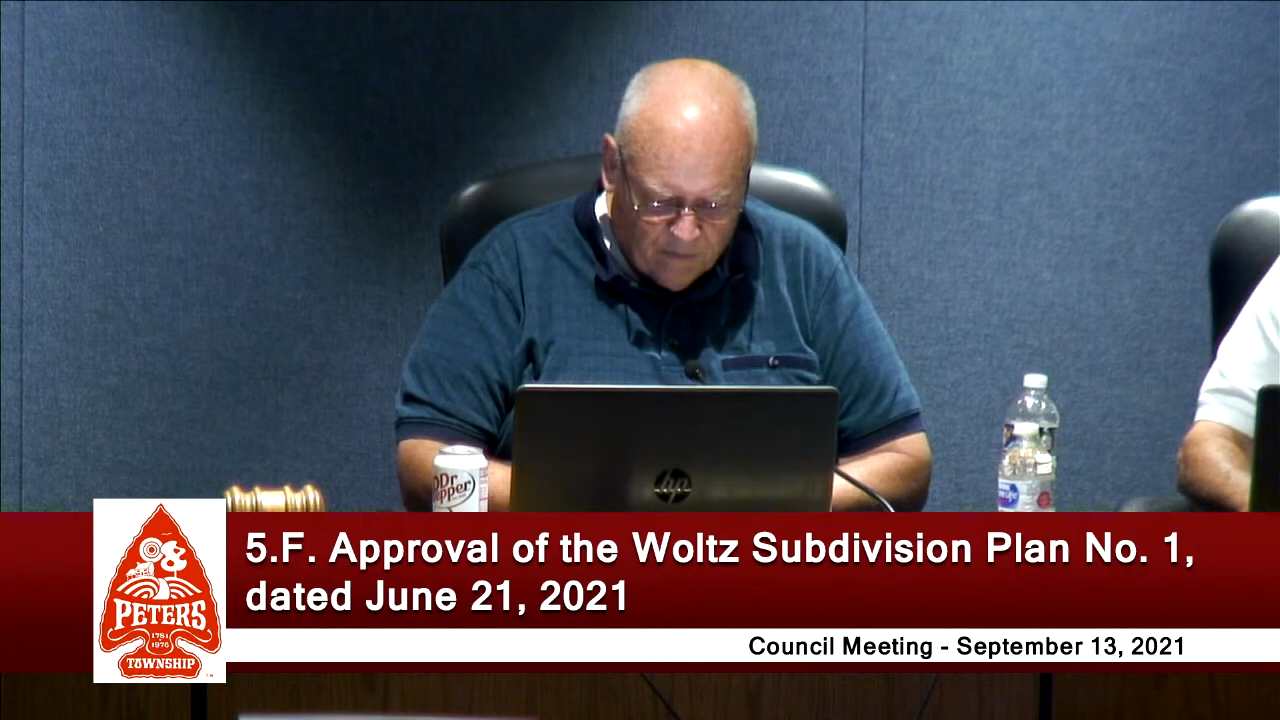 Dr
Pepper
hp
5.F. Approval of the Woltz Subdivision Plan No. 1,
dated June 21, 2021
PETERS
1781
1976
TOWNSHIP
Council Meeting - September 13, 2021